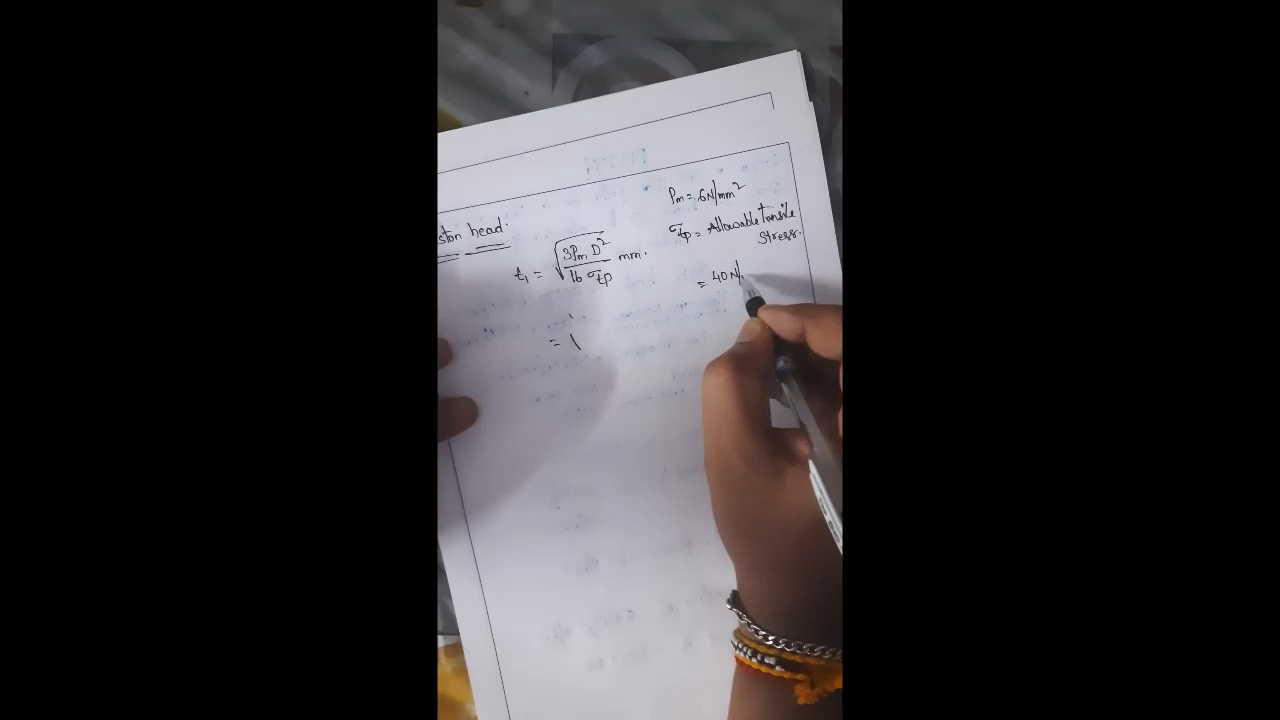 Pm = 6N/mm²
ston head.
σtp = Allowable Tensile
Stress.
t₁ = √(3Pm D² / 16 σtp) mm.
= 40 N/
= \